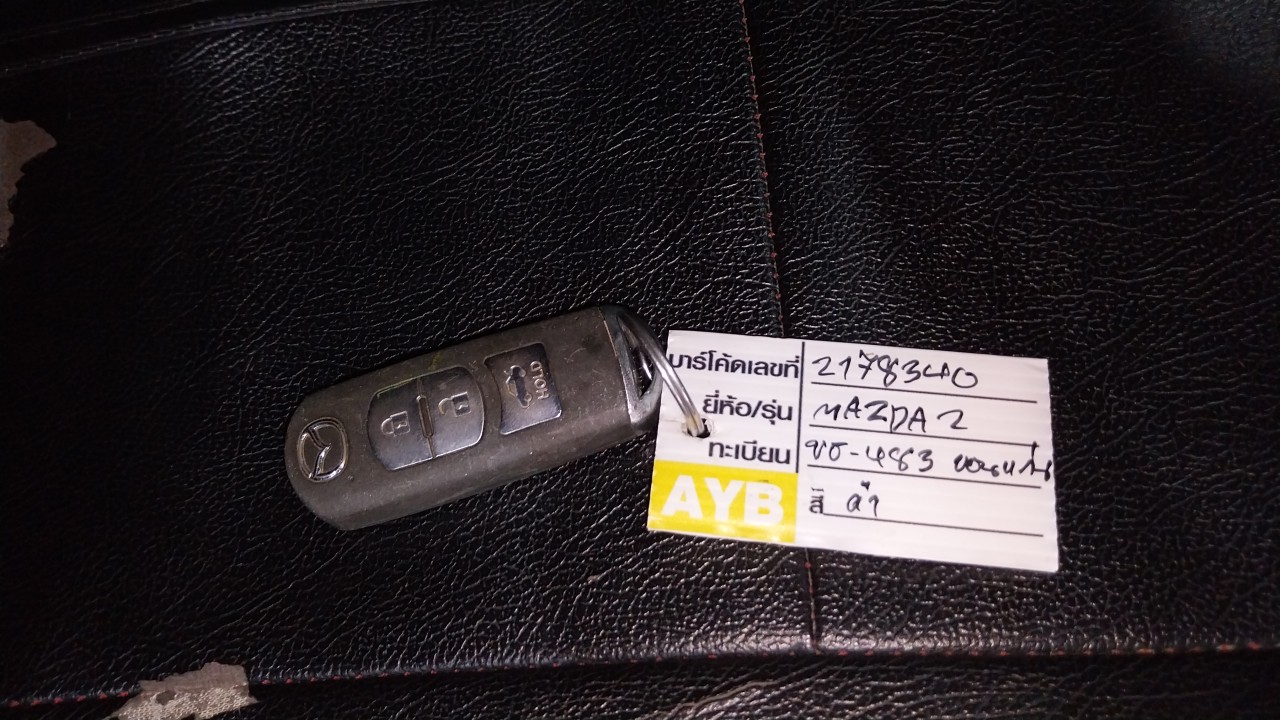 HOLD
บาร์โค้ดเลขที่ 2178340
ยี่ห้อ/รุ่น MAZDA 2
ทะเบียน ขอ-483 ขอนแก่น
AYB สี ดำ